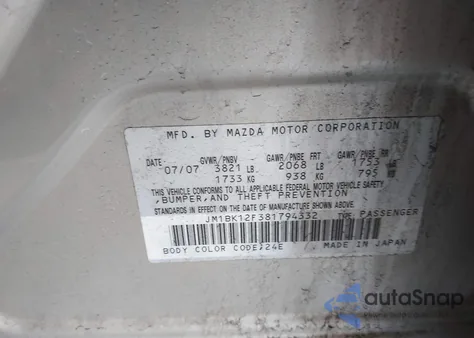 MFD. BY MAZDA MOTOR CORPORATION
DATE GVWR/PNBV GAWR/PNBE FRT GAWR/PNBE RR
07/07 3821 LB 2068 LB 1753 LB
1733 KG 938 KG 795 KG
THIS VEHICLE CONFORMS TO ALL APPLICABLE FEDERAL MOTOR VEHICLE SAFETY
,BUMPER,AND THEFT PREVENTION
STANDARDS IN EFFECT ON THE DATE OF MANUFACTURE SHOWN ABOVE.
JM1BK12F381794332 TYPE: PASSENGER
BODY COLOR CODE:24E MADE IN JAPAN
autoSnap